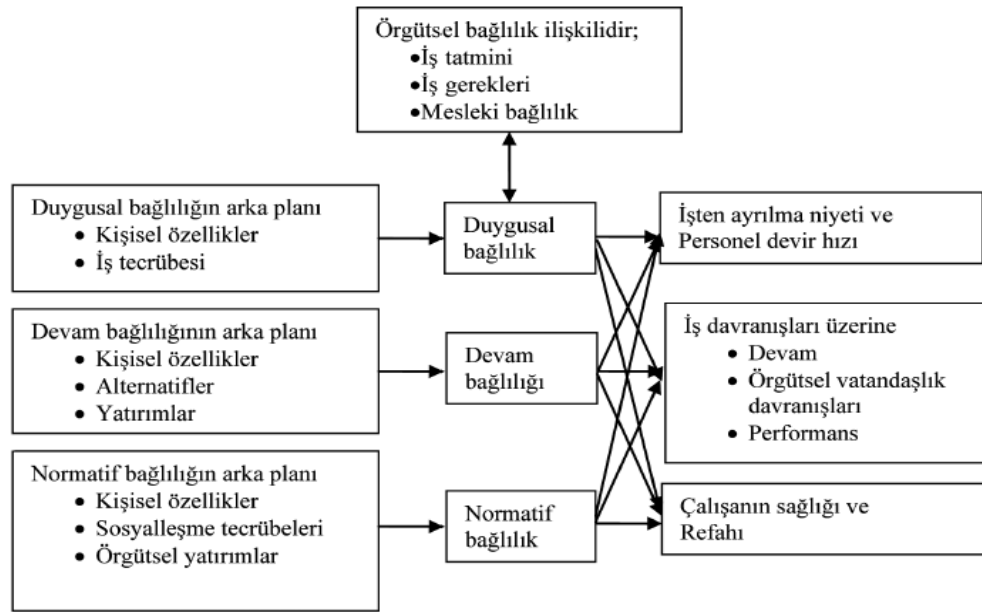 Örgütsel bağlılık ilişkilidir;
•İş tatmini
•İş gerekleri
•Mesleki bağlılık
Duygusal bağlılığın arka planı
• Kişisel özellikler
• İş tecrübesi
Duygusal
bağlılık
İşten ayrılma niyeti ve
Personel devir hızı
Devam bağlılığının arka planı
• Kişisel özellikler
• Alternatifler
• Yatırımlar
Devam
bağlılığı
İş davranışları üzerine
• Devam
• Örgütsel vatandaşlık
davranışları
• Performans
Normatif bağlılığın arka planı
• Kişisel özellikler
• Sosyalleşme tecrübeleri
• Örgütsel yatırımlar
Normatif
bağlılık
Çalışanın sağlığı ve
Refahı